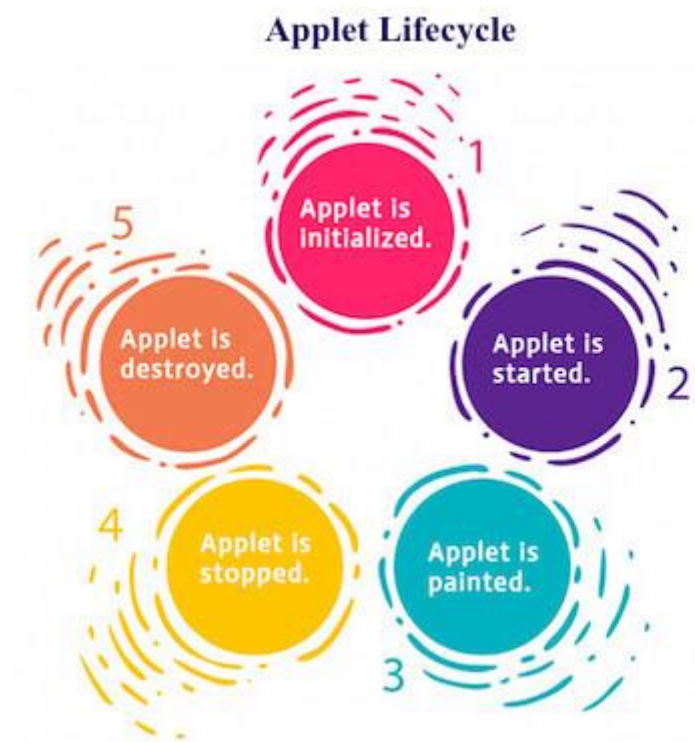 Applet Lifecycle
1
Applet is
initialized.
2
Applet is
started.
3
Applet is
painted.
4
Applet is
stopped.
5
Applet is
destroyed.